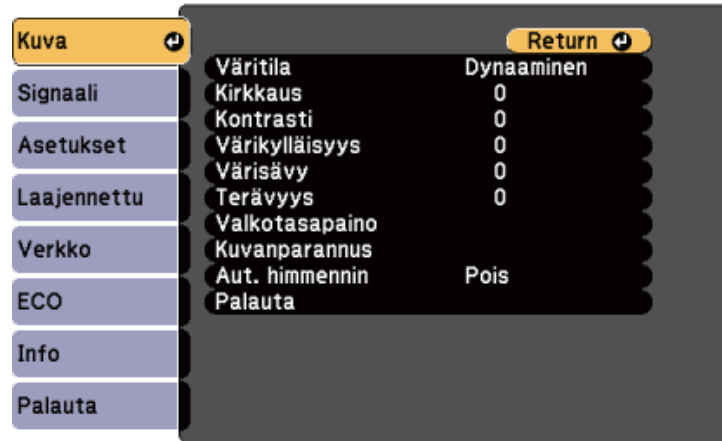 Kuva
Signaali
Asetukset
Laajennettu
Verkko
ECO
Info
Palauta
Return
Väritila Dynaaminen
Kirkkaus 0
Kontrasti 0
Värikylläisyys 0
Värisävy 0
Terävyys 0
Valkotasapaino
Kuvanparannus
Aut. himmennin Pois
Palauta